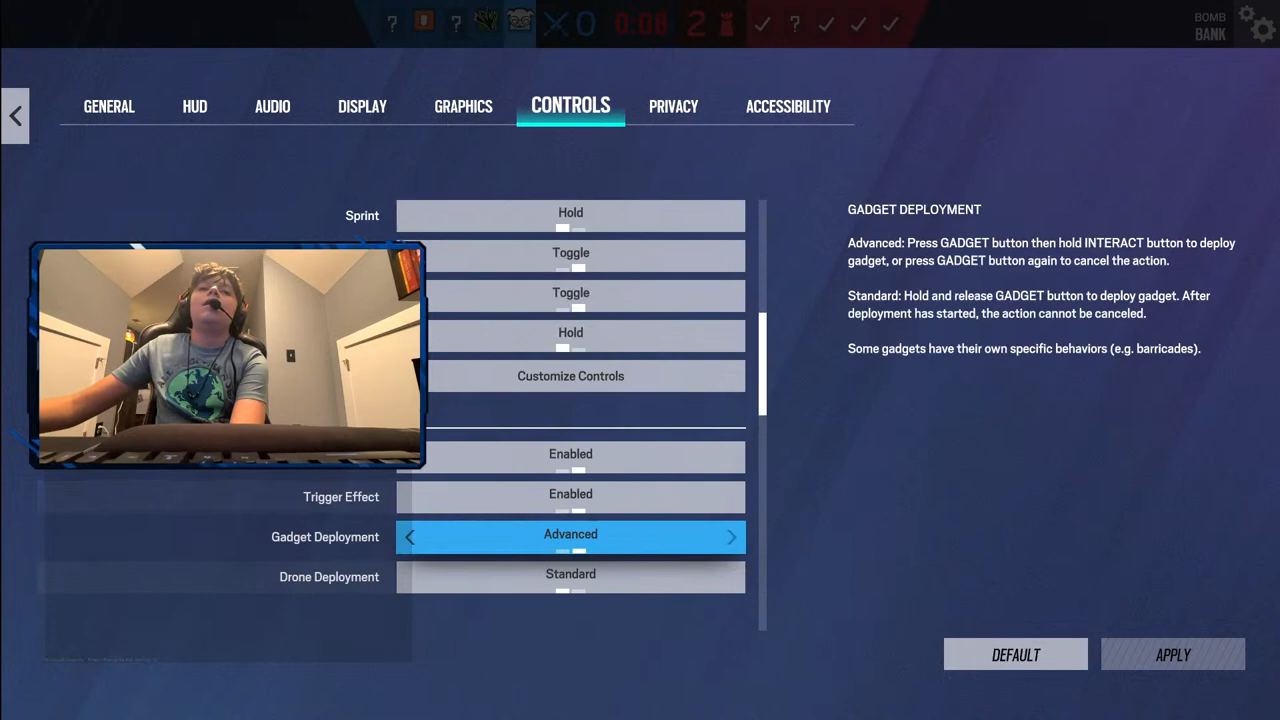 ? ? 0 0:00 2 ?
BOMB
BANK
GENERAL HUD AUDIO DISPLAY GRAPHICS CONTROLS PRIVACY ACCESSIBILITY
Sprint Hold
Toggle
Toggle
Hold
Customize Controls
Enabled
Trigger Effect Enabled
Gadget Deployment Advanced
Drone Deployment Standard
GADGET DEPLOYMENT
Advanced: Press GADGET button then hold INTERACT button to deploy
gadget, or press GADGET button again to cancel the action.
Standard: Hold and release GADGET button to deploy gadget. After
deployment has started, the action cannot be canceled.
Some gadgets have their own specific behaviors (e.g. barricades).
DEFAULT APPLY